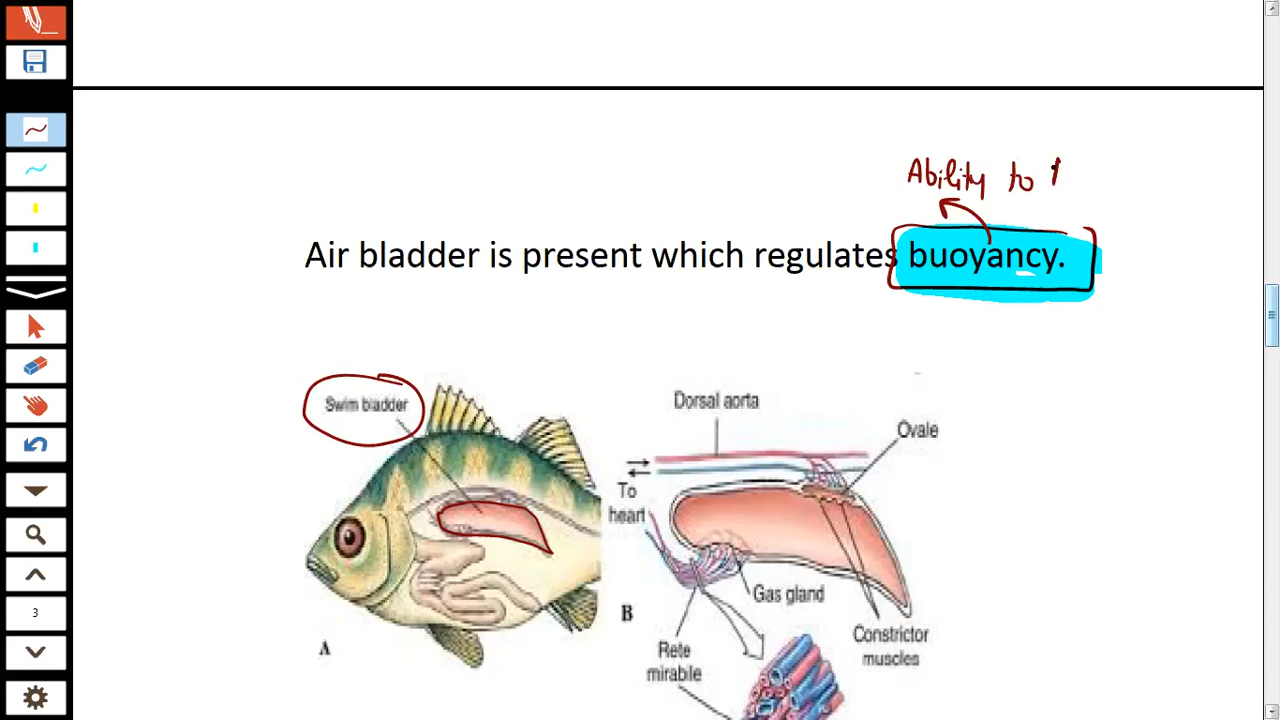 Ability to
Air bladder is present which regulates buoyancy.
Swim bladder
Dorsal aorta
Ovale
To
heart
Gas gland
B
Constrictor
muscles
A
Rete
mirabile
3